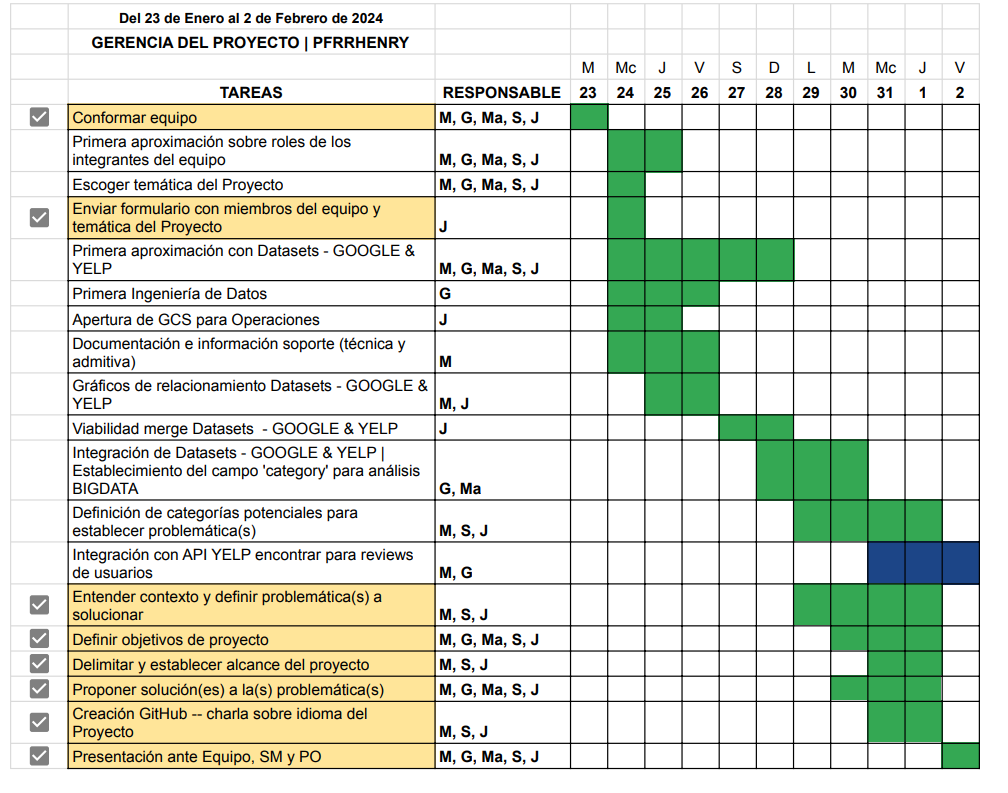 Del 23 de Enero al 2 de Febrero de 2024
GERENCIA DEL PROYECTO | PFRRHENRY
M Mc J V S D L M Mc J V
TAREAS RESPONSABLE 23 24 25 26 27 28 29 30 31 1 2
Conformar equipo M, G, Ma, S, J
Primera aproximación sobre roles de los
integrantes del equipo M, G, Ma, S, J
Escoger temática del Proyecto M, G, Ma, S, J
Enviar formulario con miembros del equipo y
temática del Proyecto J
Primera aproximación con Datasets - GOOGLE &
YELP M, G, Ma, S, J
Primera Ingeniería de Datos G
Apertura de GCS para Operaciones J
Documentación e información soporte (técnica y
admitiva) M
Gráficos de relacionamiento Datasets - GOOGLE &
YELP M, J
Viabilidad merge Datasets - GOOGLE & YELP J
Integración de Datasets - GOOGLE & YELP |
Establecimiento del campo 'category' para análisis
BIGDATA G, Ma
Definición de categorías potenciales para
establecer problemática(s) M, S, J
Integración con API YELP encontrar para reviews
de usuarios M, G
Entender contexto y definir problemática(s) a
solucionar M, S, J
Definir objetivos de proyecto M, G, Ma, S, J
Delimitar y establecer alcance del proyecto M, S, J
Proponer solución(es) a la(s) problemática(s) M, G, Ma, S, J
Creación GitHub -- charla sobre idioma del
Proyecto M, S, J
Presentación ante Equipo, SM y PO M, G, Ma, S, J